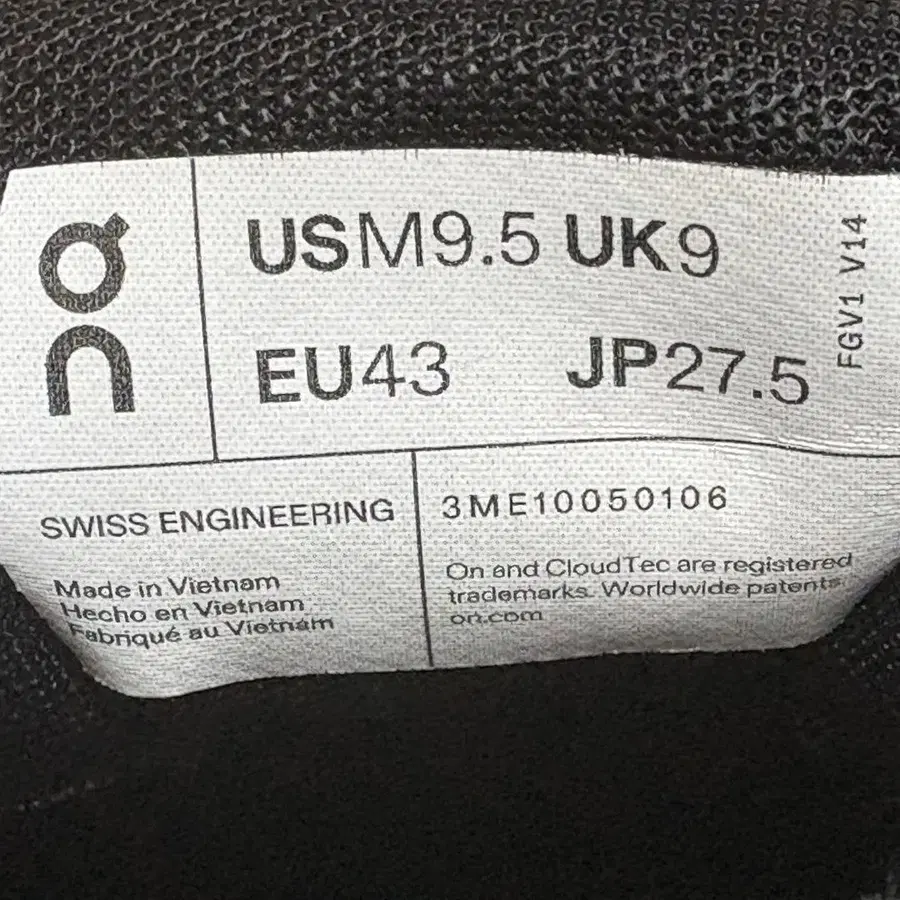 on
USM9.5 UK9
EU43 JP27.5
FGV1 V14
SWISS ENGINEERING
Made in Vietnam
Hecho en Vietnam
Fabriqué au Vietnam
3ME10050106
On and CloudTec are registered
trademarks. Worldwide patents.
on.com